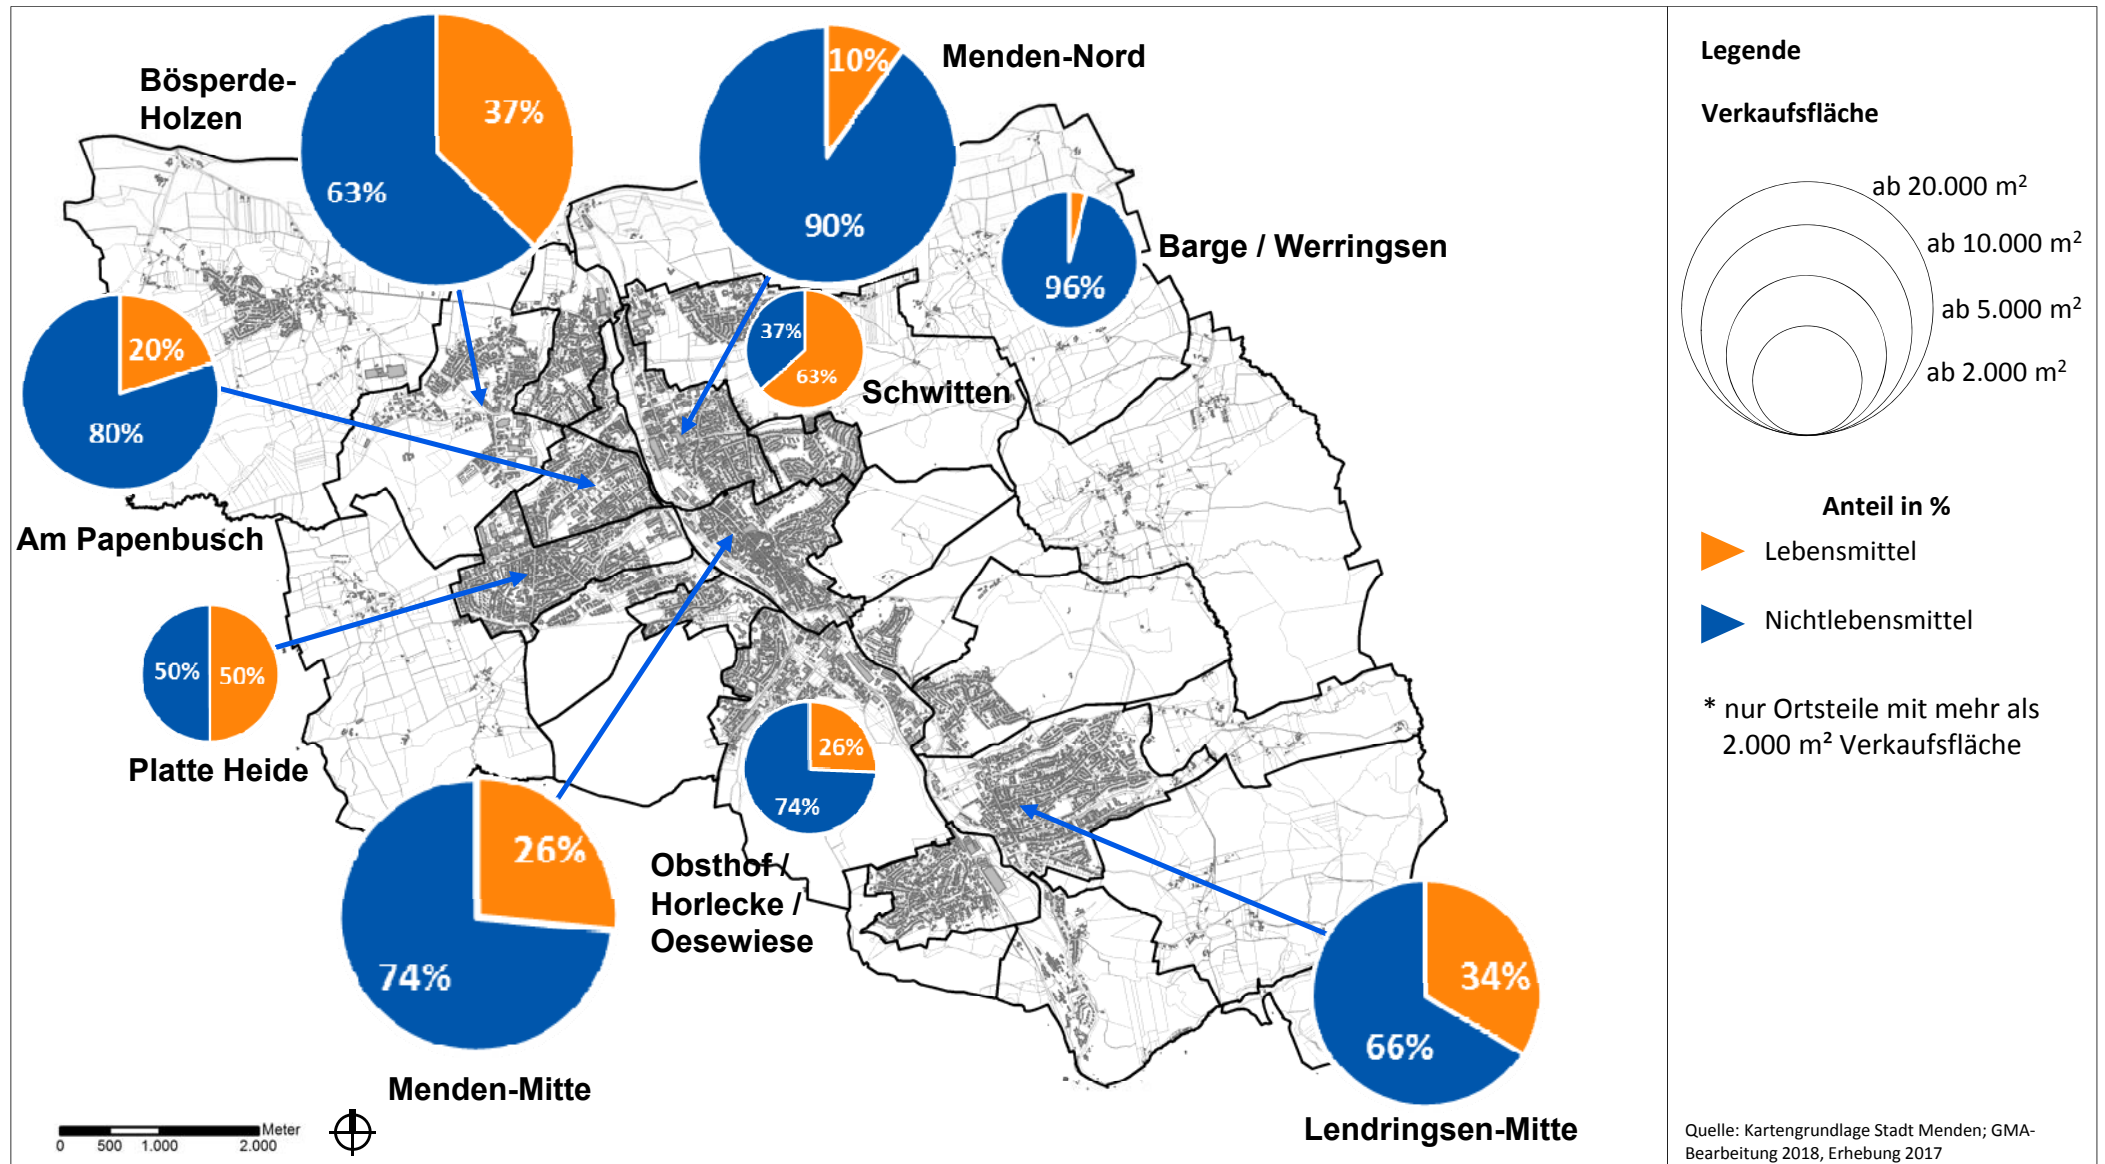 Bösperde-
Holzen
37%
63%
Menden-Nord
10%
90%
Barge / Werringsen
96%
20%
80%
Am Papenbusch
37%
63%
Schwitten
50%
50%
Platte Heide
26%
74%
Menden-Mitte
26%
74%
Obsthof /
Horlecke /
Oesewiese
34%
66%
Lendringsen-Mitte
Meter
0 500 1.000 2.000
Legende
Verkaufsfläche
ab 20.000 m²
ab 10.000 m²
ab 5.000 m²
ab 2.000 m²
Anteil in %
Lebensmittel
Nichtlebensmittel
* nur Ortsteile mit mehr als
2.000 m² Verkaufsfläche
Quelle: Kartengrundlage Stadt Menden; GMA-
Bearbeitung 2018, Erhebung 2017